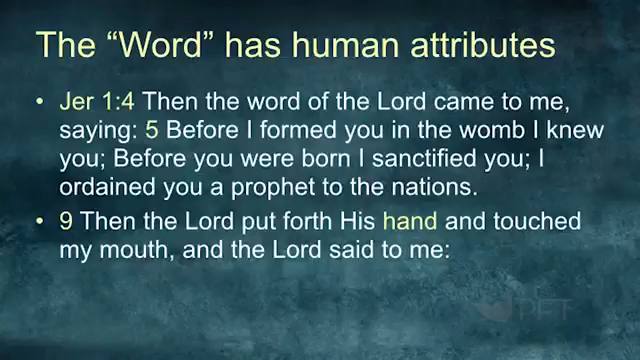 The “Word” has human attributes
• Jer 1:4 Then the word of the Lord came to me,
saying: 5 Before I formed you in the womb I knew
you; Before you were born I sanctified you; I
ordained you a prophet to the nations.
• 9 Then the Lord put forth His hand and touched
my mouth, and the Lord said to me: